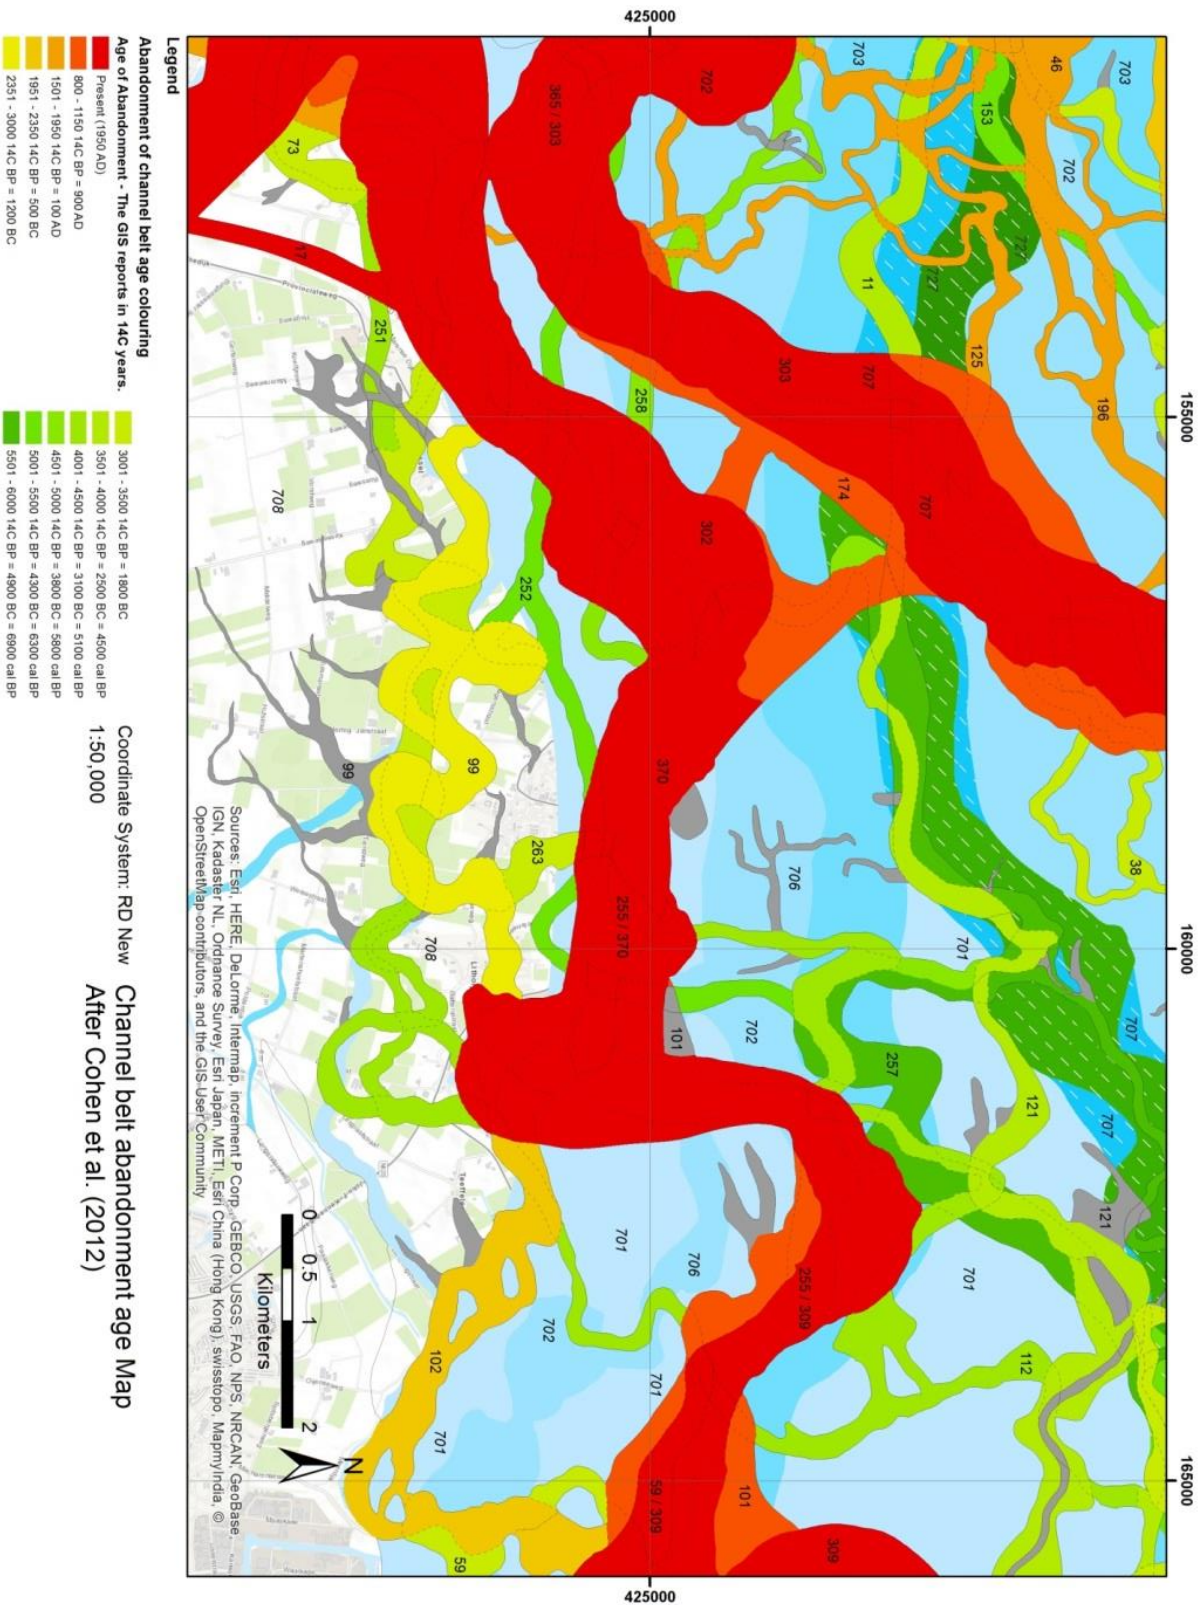 155000
160000
165000
425000
425000
703
46
703
702
153
727
727
11
125
196
303
707
707
174
702
365 / 303
258
302
252
370
255 / 370
706
701
38
707
707
257
121
121
702
101
701
112
255 / 309
701
706
702
701
701
101
59 / 309
309
59
102
73
17
251
Provincialeweg
708
99
99
263
708
Teeffelen
Sources: Esri, HERE, DeLorme, Intermap, increment P Corp., GEBCO, USGS, FAO, NPS, NRCAN, GeoBase,
IGN, Kadaster NL, Ordnance Survey, Esri Japan, METI, Esri China (Hong Kong), swisstopo, MapmyIndia, ©
OpenStreetMap contributors, and the GIS User Community
0 0.5 1 2
Kilometers
N
Legend
Abandonment of channel belt age colouring
Age of Abandonment - The GIS reports in 14C years.
Present (1950 AD)
800 - 1150 14C BP = 900 AD
1501 - 1950 14C BP = 100 AD
1951 - 2350 14C BP = 500 BC
2351 - 3000 14C BP = 1200 BC
3001 - 3500 14C BP = 1800 BC
3501 - 4000 14C BP = 2500 BC = 4500 cal BP
4001 - 4500 14C BP = 3100 BC = 5100 cal BP
4501 - 5000 14C BP = 3800 BC = 5800 cal BP
5001 - 5500 14C BP = 4300 BC = 6300 cal BP
5501 - 6000 14C BP = 4900 BC = 6900 cal BP
Coordinate System: RD New
1:50,000
Channel belt abandonment age Map
After Cohen et al. (2012)